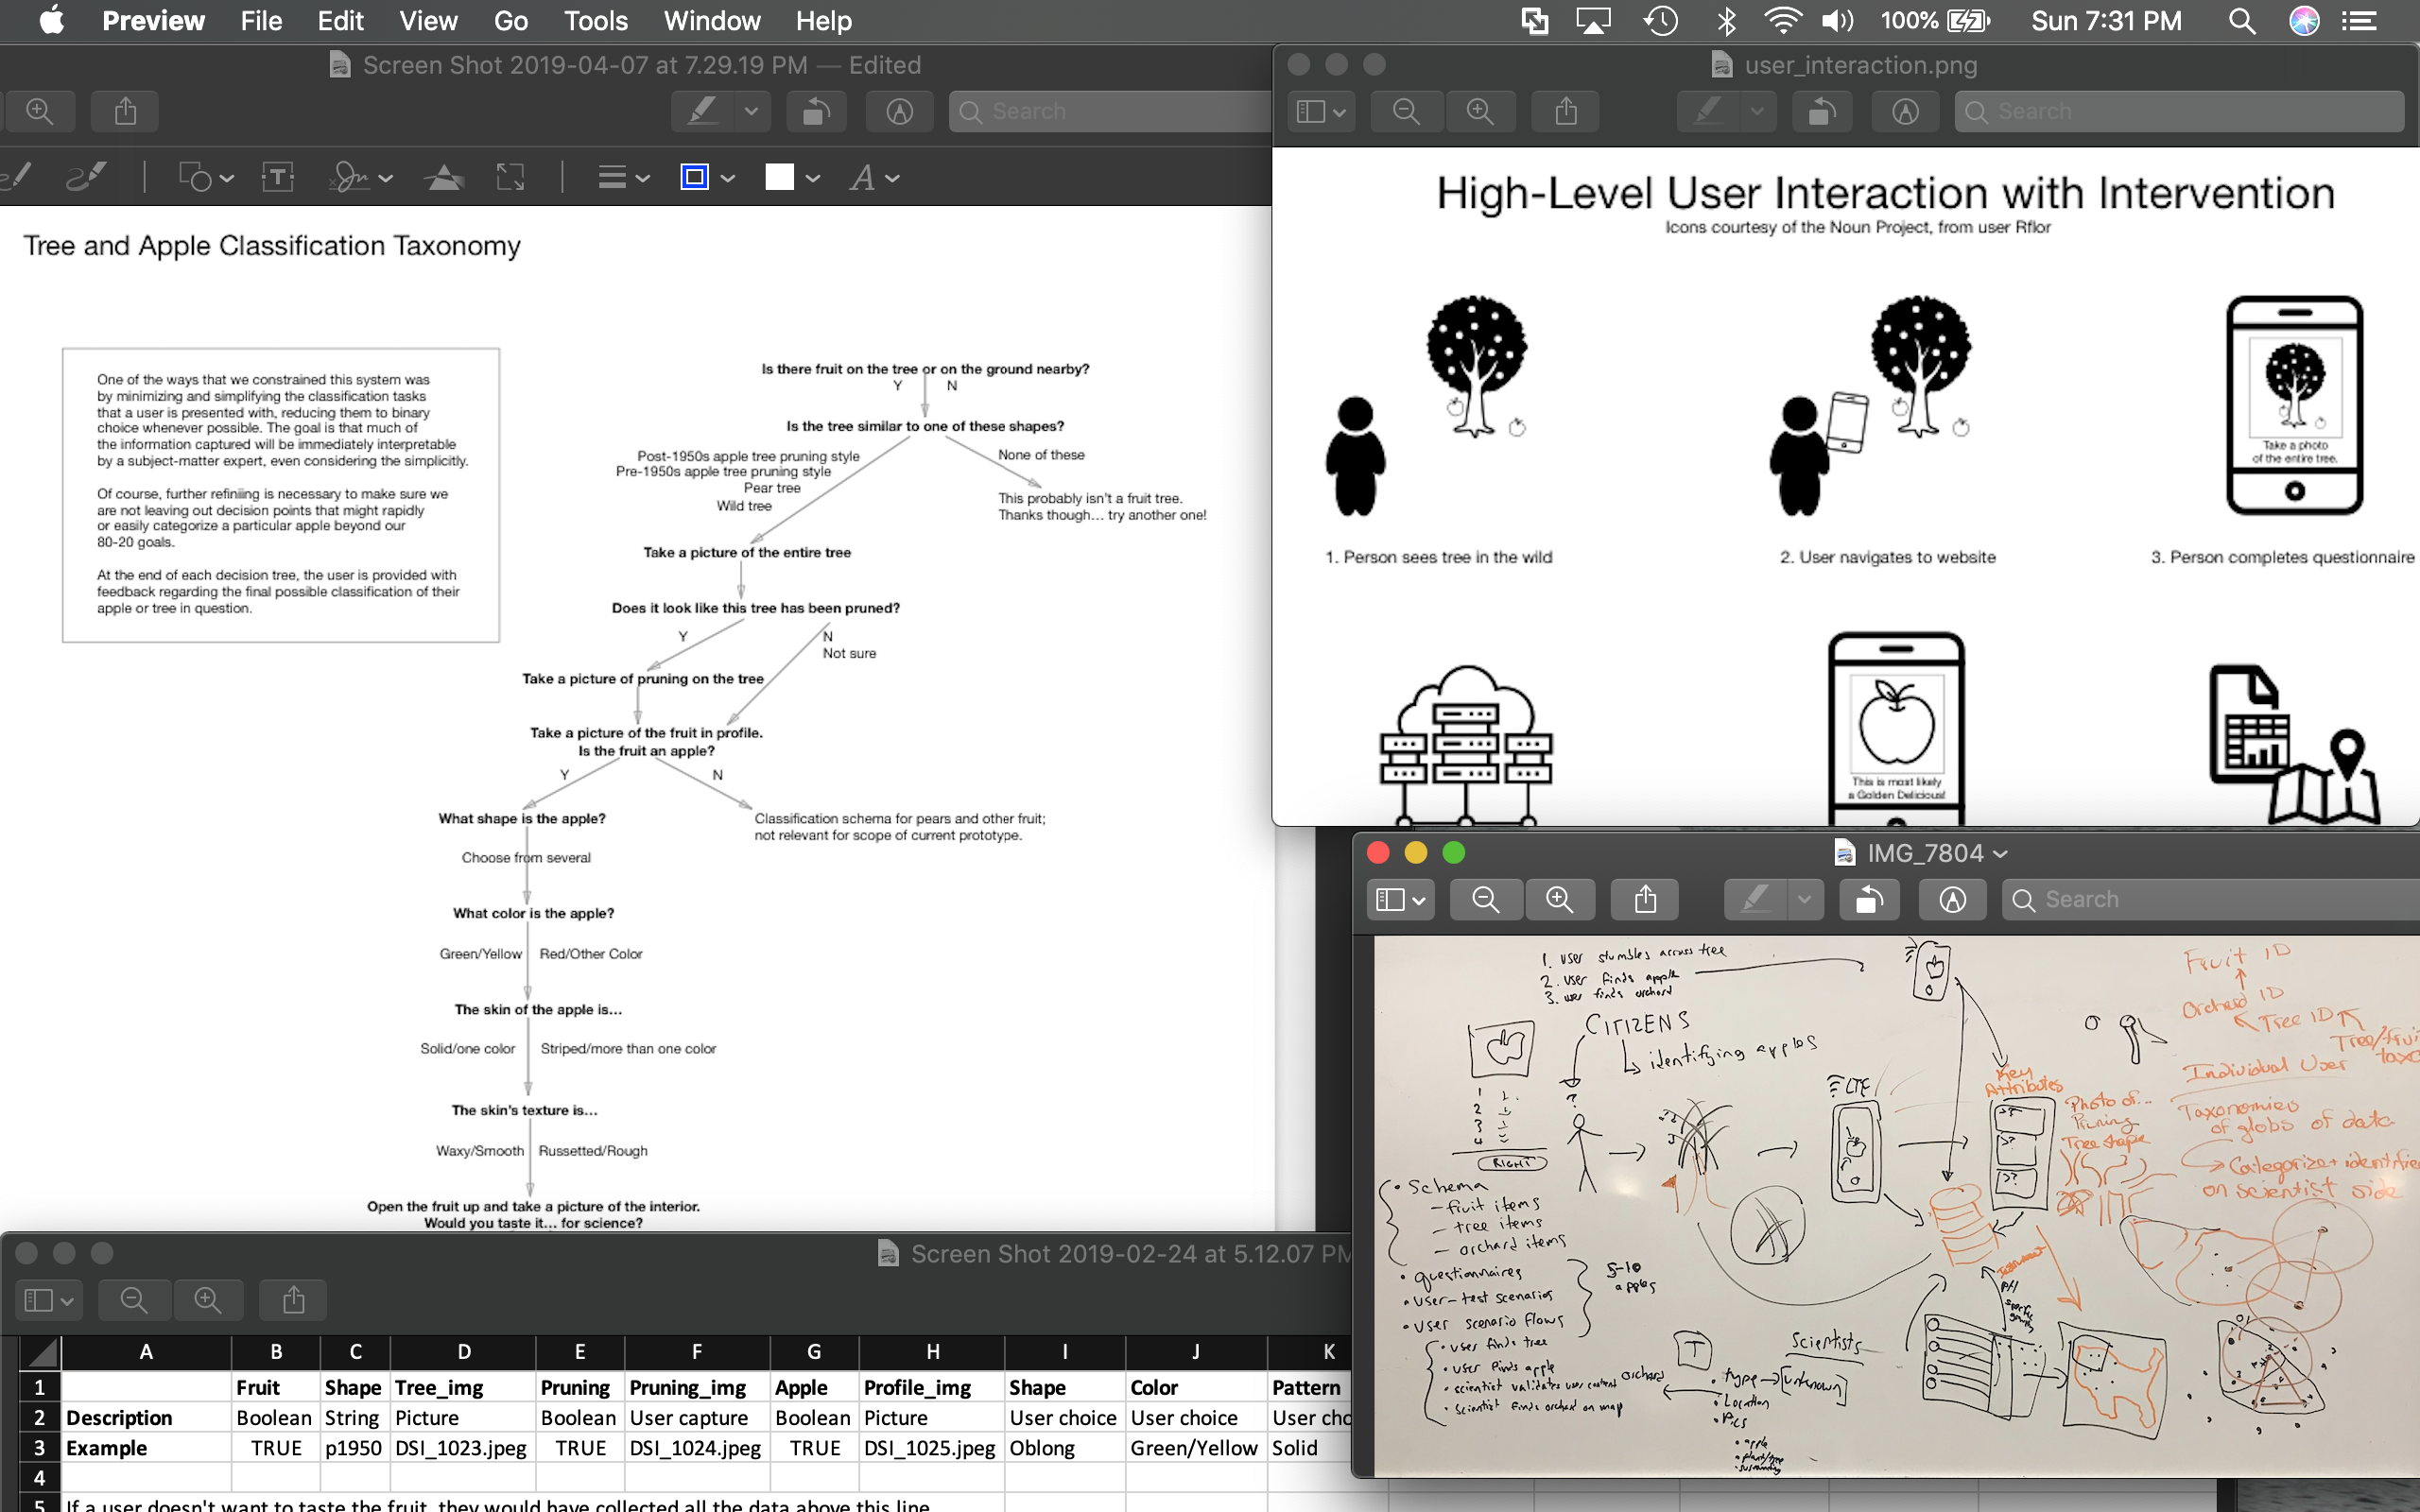 Preview File Edit View Go Tools Window Help
100% Sun 7:31 PM
Screen Shot 2019-04-07 at 7.29.19 PM — Edited
Search
Tree and Apple Classification Taxonomy
One of the ways that we constrained this system was
by minimizing and simplifying the classification tasks
that a user is presented with, reducing them to binary
choice whenever possible. The goal is that much of
the information captured will be immediately interpretable
by a subject-matter expert, even considering the simplicitly.
Of course, further refiniing is necessary to make sure we
are not leaving out decision points that might rapidly
or easily categorize a particular apple beyond our
80-20 goals.
At the end of each decision tree, the user is provided with
feedback regarding the final possible classification of their
apple or tree in question.
Is there fruit on the tree or on the ground nearby?
Y N
Is the tree similar to one of these shapes?
Post-1950s apple tree pruning style
Pre-1950s apple tree pruning style
Pear tree
Wild tree
None of these
This probably isn't a fruit tree.
Thanks though... try another one!
Take a picture of the entire tree
Does it look like this tree has been pruned?
Y
N
Not sure
Take a picture of pruning on the tree
Take a picture of the fruit in profile.
Is the fruit an apple?
Y N
What shape is the apple?
Classification schema for pears and other fruit;
not relevant for scope of current prototype.
Choose from several
What color is the apple?
Green/Yellow Red/Other Color
The skin of the apple is...
Solid/one color Striped/more than one color
The skin's texture is...
Waxy/Smooth Russetted/Rough
Open the fruit up and take a picture of the interior.
Would you taste it... for science?
user_interaction.png
Search
High-Level User Interaction with Intervention
Icons courtesy of the Noun Project, from user Rflor
Take a photo
of the entire tree.
1. Person sees tree in the wild
2. User navigates to website
3. Person completes questionnaire
This is most likely
a Golden Delicious!
IMG_7804
Search
1. user stumbles across tree
2. user finds apple
3. user finds orchard
CITIZENS
identifying apples
Fruit ID
Orchard ID
Tree ID
Individual User
Taxonomies
of globs of data
Categorize + identifie
on scientist side
Key
Attributes
Photo of...
Pruning
Tree shape
LTE
1
2
3
4
RIGHT
• Schema
– fruit items
– tree items
– orchard items
• questionnaires
• user-test scenarios
• user scenario flows
5-10
apples
• user finds tree
• user finds apple
• scientist validates user content
• scientist finds orchard on map
T
Scientists
orchard
• type → [unknown]
• Location
• Pics
• apple
Screen Shot 2019-02-24 at 5.12.07 PM
A B C D E F G H I J K
1 Fruit Shape Tree_img Pruning Pruning_img Apple Profile_img Shape Color Pattern
2 Description Boolean String Picture Boolean User capture Boolean Picture User choice User choice User cho
3 Example TRUE p1950 DSI_1023.jpeg TRUE DSI_1024.jpeg TRUE DSI_1025.jpeg Oblong Green/Yellow Solid
4
5 If a user doesn't want to taste the fruit, they would have collected all the data above this line